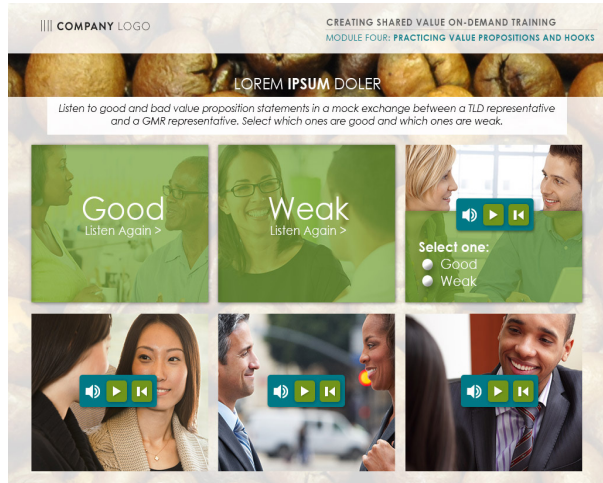 COMPANY LOGO
CREATING SHARED VALUE ON-DEMAND TRAINING
MODULE FOUR: PRACTICING VALUE PROPOSITIONS AND HOOKS
LOREM IPSUM DOLER
Listen to good and bad value proposition statements in a mock exchange between a TLD representative
and a GMR representative. Select which ones are good and which ones are weak.
Good
Listen Again >
Weak
Listen Again >
Select one:
Good
Weak